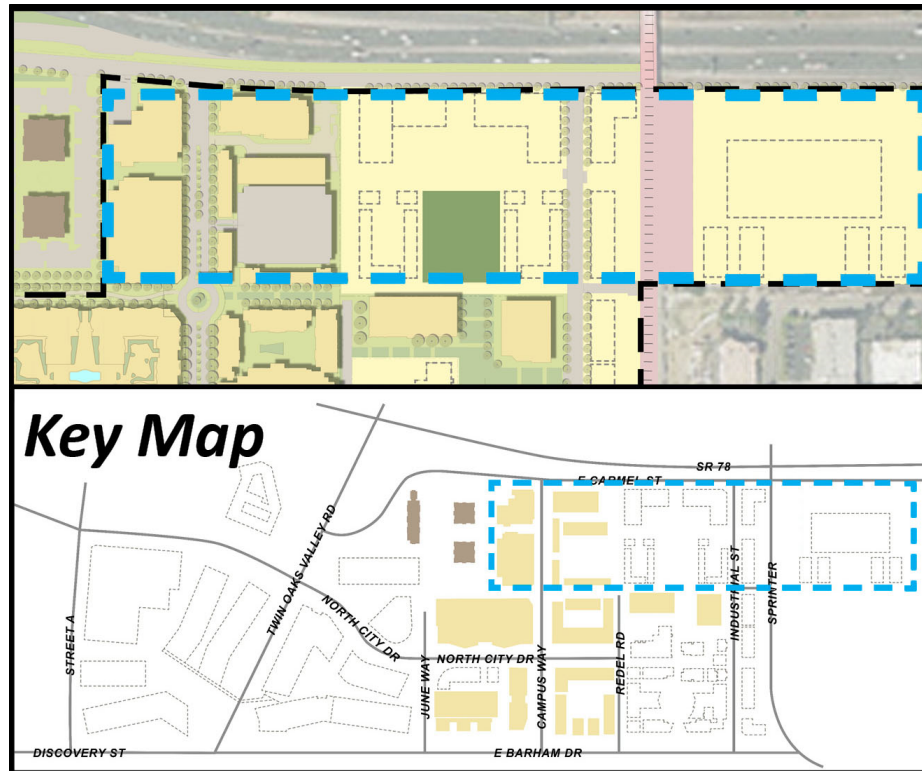 Key Map
SR 78
E CARMEL ST
TWIN OAKS VALLEY RD
NORTH CITY DR
STREET A
JUNE WAY
NORTH CITY DR
CAMPUS WAY
REDEL RD
INDUSTRIAL ST
SPRINTER
DISCOVERY ST
E BARHAM DR